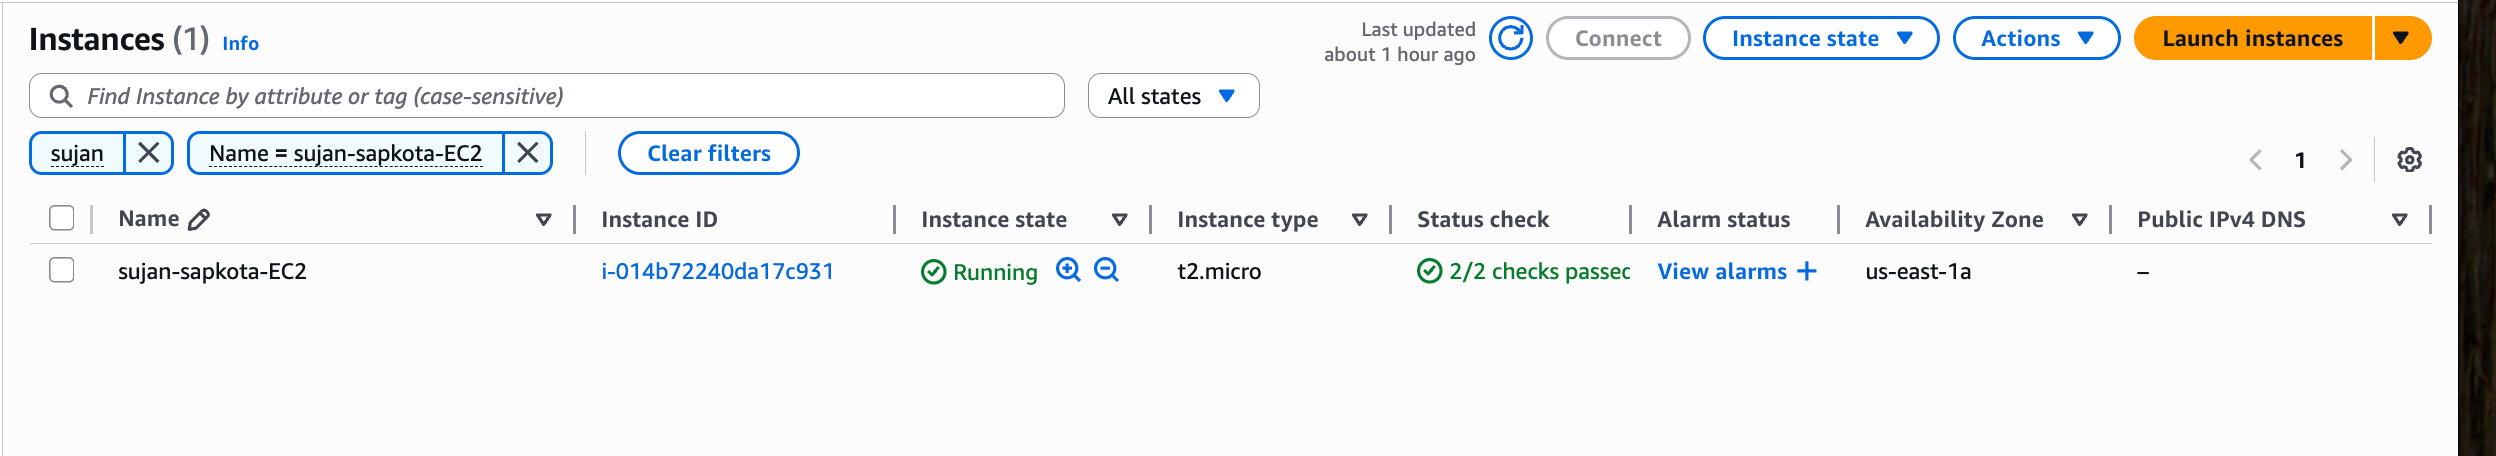 Instances (1) Info
Last updated
about 1 hour ago
Connect
Instance state
Actions
Launch instances
Find Instance by attribute or tag (case-sensitive)
All states
sujan
Name = sujan-sapkota-EC2
Clear filters
1
Name Instance ID Instance state Instance type Status check Alarm status Availability Zone Public IPv4 DNS
sujan-sapkota-EC2 i-014b72240da17c931 Running t2.micro 2/2 checks passec View alarms + us-east-1a –